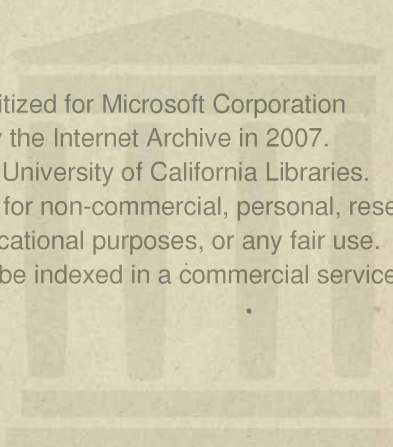 itized for Microsoft Corporation
the Internet Archive in 2007.
University of California Libraries.
for non-commercial, personal, rese
cational purposes, or any fair use.
be indexed in a commercial service